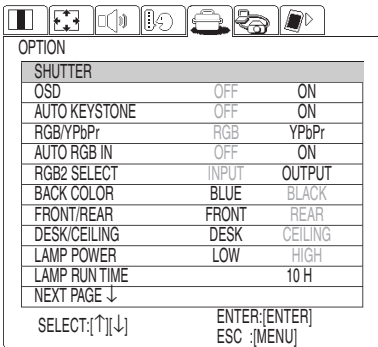 OPTION
SHUTTER
OSD OFF ON
AUTO KEYSTONE OFF ON
RGB/YPbPr RGB YPbPr
AUTO RGB IN OFF ON
RGB2 SELECT INPUT OUTPUT
BACK COLOR BLUE BLACK
FRONT/REAR FRONT REAR
DESK/CEILING DESK CEILING
LAMP POWER LOW HIGH
LAMP RUN TIME 10 H
NEXT PAGE ↓
SELECT:[↑][↓] ENTER:[ENTER]
ESC :[MENU]